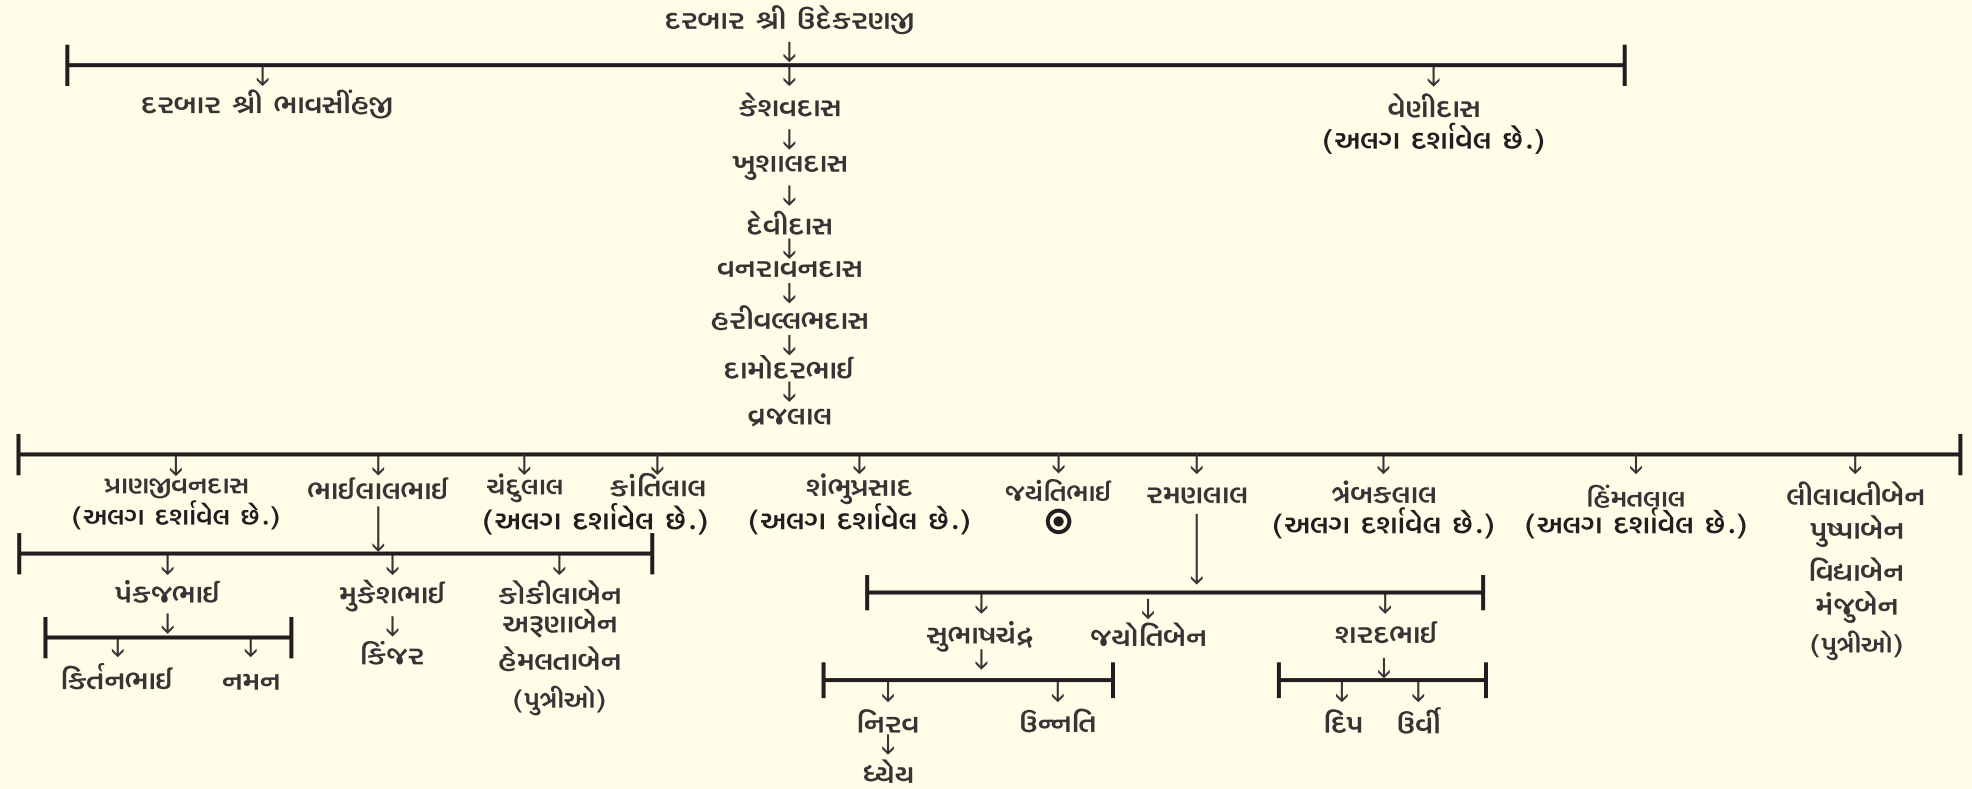 દરબાર શ્રી ઉદેકરણજી
દરબાર શ્રી ભાવસીંહજી
કેશવદાસ
વેણીદાસ
(અલગ દર્શાવેલ છે.)
ખુશાલદાસ
દેવીદાસ
વનરાવનદાસ
હરીવલ્લભદાસ
દામોદરભાઈ
વ્રજલાલ
પ્રાણજીવનદાસ
(અલગ દર્શાવેલ છે.)
ભાઈલાલભાઈ
ચંદુલાલ કાંતિલાલ
(અલગ દર્શાવેલ છે.)
શંભુપ્રસાદ
(અલગ દર્શાવેલ છે.)
જયંતિભાઈ
રમણલાલ
ત્રંબકલાલ
(અલગ દર્શાવેલ છે.)
હિંમતલાલ
(અલગ દર્શાવેલ છે.)
લીલાવતીબેન
પુષ્પાબેન
વિદ્યાબેન
મંજુબેન
(પુત્રીઓ)
પંકજભાઈ
મુકેશભાઈ
કોકીલાબેન
અરૂણાબેન
હેમલતાબેન
(પુત્રીઓ)
કિર્તનભાઈ
નમન
કિંજર
સુભાષચંદ્ર
જયોતિબેન
શરદભાઈ
નિરવ
ઉન્નતિ
દિપ
ઉર્વી
ધ્યેય